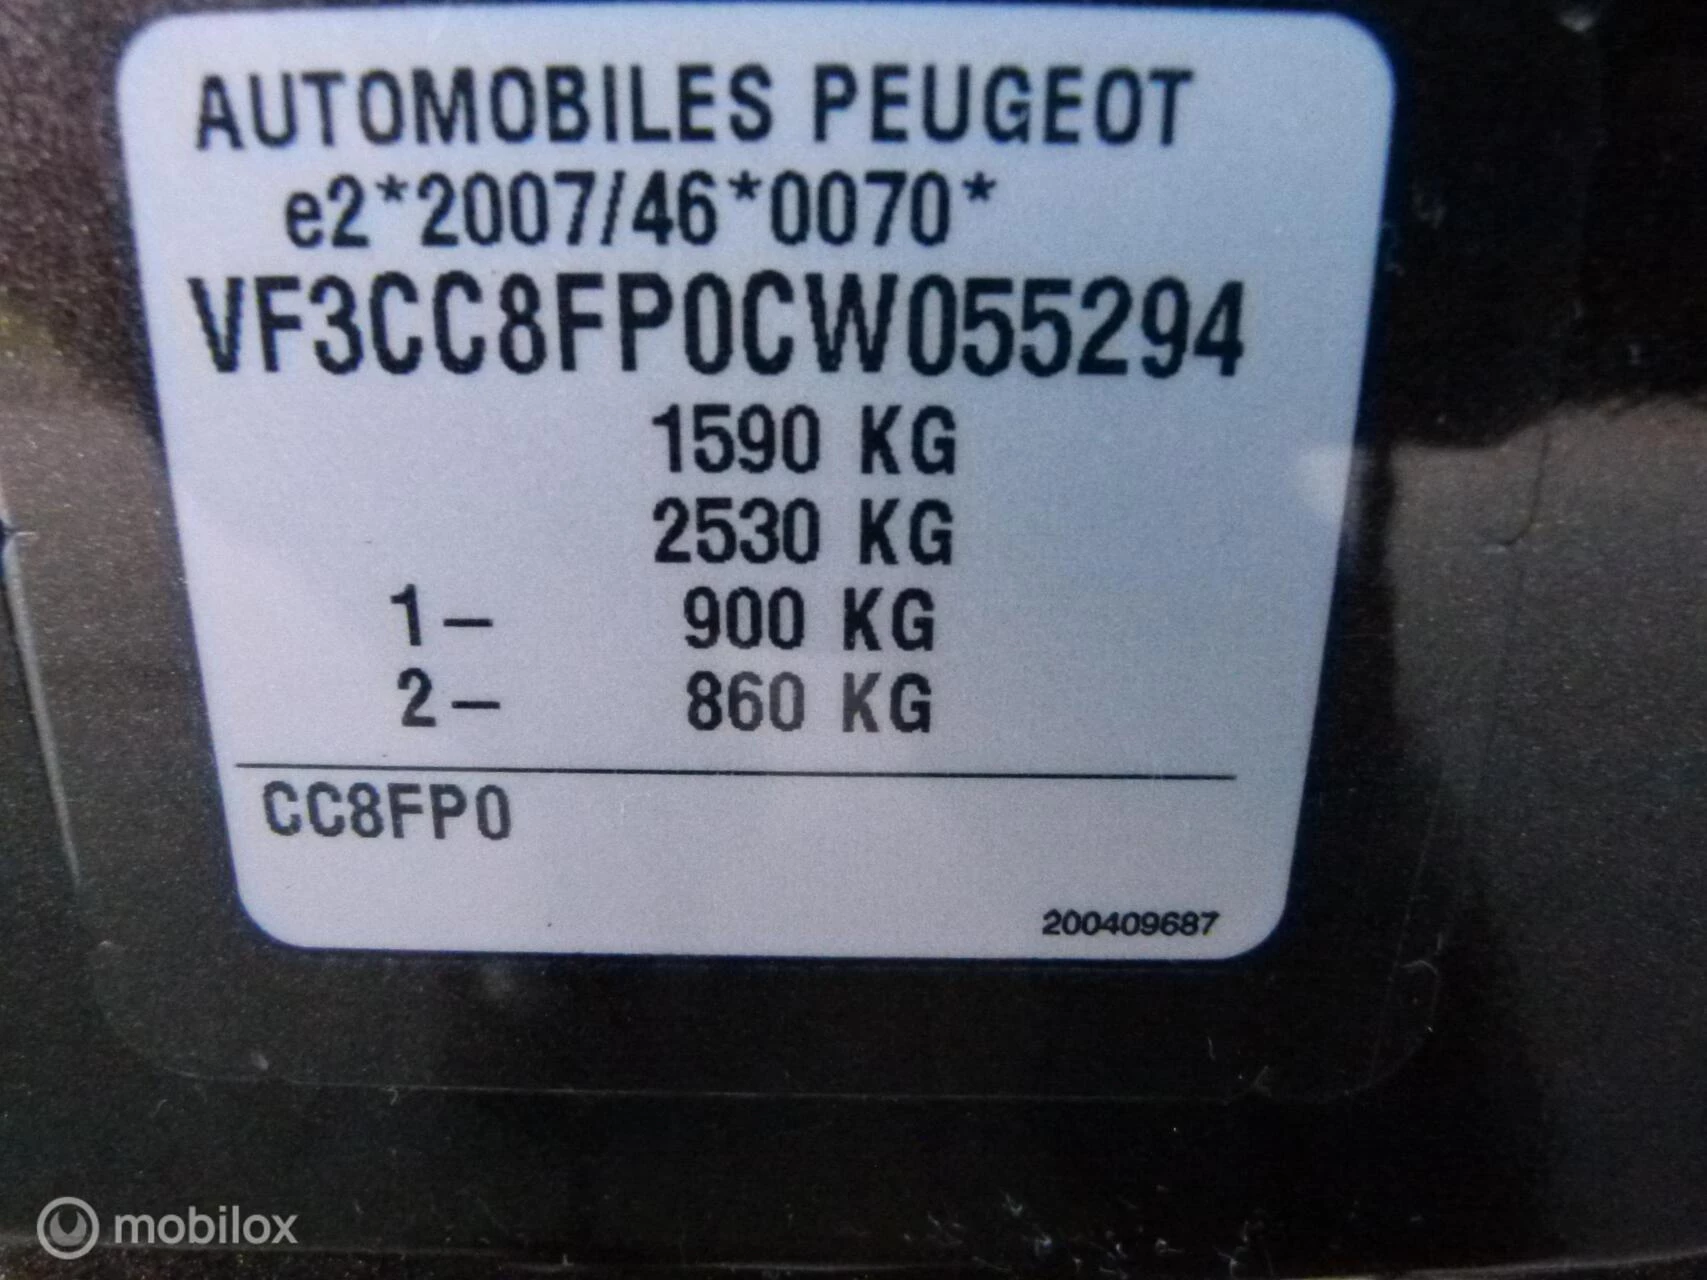 AUTOMOBILES PEUGEOT
e2*2007/46*0070*
VF3CC8FP0CW055294
1590 KG
2530 KG
1- 900 KG
2- 860 KG
CC8FP0
200409687
mobilox